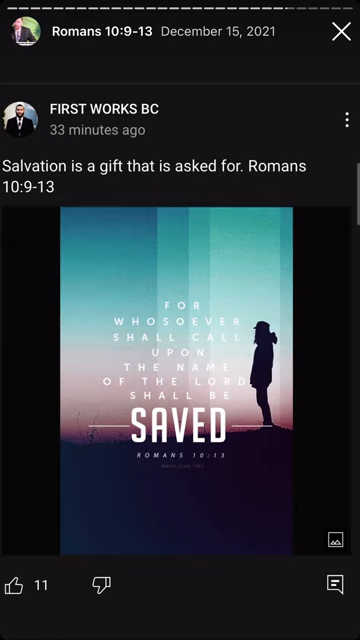 Romans 10:9-13 December 15, 2021
FIRST WORKS BC
33 minutes ago
Salvation is a gift that is asked for. Romans
10:9-13
FOR
WHOSOEVER
SHALL CALL
UPON
THE NAME
OF THE LORD
SHALL BE
SAVED
ROMANS 10:13
11